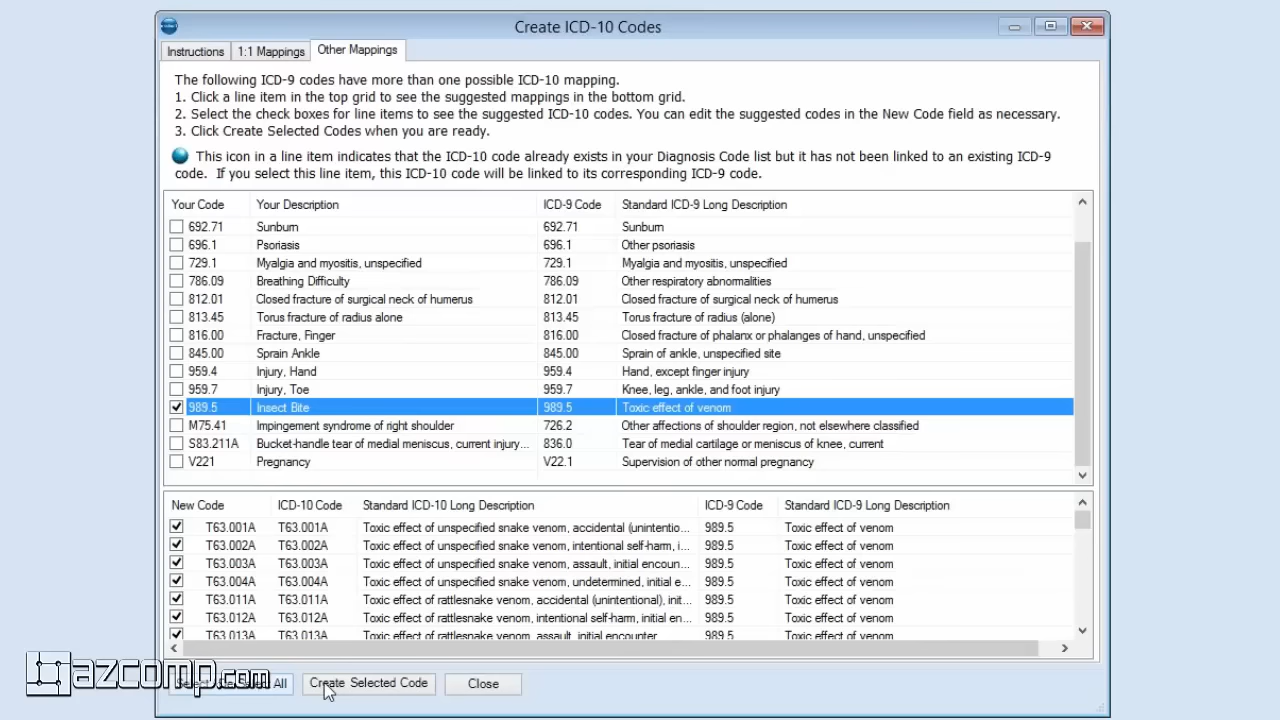 Create ICD-10 Codes
Instructions 1:1 Mappings Other Mappings
The following ICD-9 codes have more than one possible ICD-10 mapping.
1. Click a line item in the top grid to see the suggested mappings in the bottom grid.
2. Select the check boxes for line items to see the suggested ICD-10 codes. You can edit the suggested codes in the New Code field as necessary.
3. Click Create Selected Codes when you are ready.
This icon in a line item indicates that the ICD-10 code already exists in your Diagnosis Code list but it has not been linked to an existing ICD-9
code. If you select this line item, this ICD-10 code will be linked to its corresponding ICD-9 code.
Your Code Your Description ICD-9 Code Standard ICD-9 Long Description
692.71 Sunburn 692.71 Sunburn
696.1 Psoriasis 696.1 Other psoriasis
729.1 Myalgia and myositis, unspecified 729.1 Myalgia and myositis, unspecified
786.09 Breathing Difficulty 786.09 Other respiratory abnormalities
812.01 Closed fracture of surgical neck of humerus 812.01 Closed fracture of surgical neck of humerus
813.45 Torus fracture of radius alone 813.45 Torus fracture of radius (alone)
816.00 Fracture, Finger 816.00 Closed fracture of phalanx or phalanges of hand, unspecified
845.00 Sprain Ankle 845.00 Sprain of ankle, unspecified site
959.4 Injury, Hand 959.4 Hand, except finger injury
959.7 Injury, Toe 959.7 Knee, leg, ankle, and foot injury
989.5 Insect Bite 989.5 Toxic effect of venom
M75.41 Impingement syndrome of right shoulder 726.2 Other affections of shoulder region, not elsewhere classified
S83.211A Bucket-handle tear of medial meniscus, current injury... 836.0 Tear of medial cartilage or meniscus of knee, current
V221 Pregnancy V22.1 Supervision of other normal pregnancy
New Code ICD-10 Code Standard ICD-10 Long Description ICD-9 Code Standard ICD-9 Long Description
T63.001A T63.001A Toxic effect of unspecified snake venom, accidental (unintentio... 989.5 Toxic effect of venom
T63.002A T63.002A Toxic effect of unspecified snake venom, intentional self-harm, i... 989.5 Toxic effect of venom
T63.003A T63.003A Toxic effect of unspecified snake venom, assault, initial encoun... 989.5 Toxic effect of venom
T63.004A T63.004A Toxic effect of unspecified snake venom, undetermined, initial e... 989.5 Toxic effect of venom
T63.011A T63.011A Toxic effect of rattlesnake venom, accidental (unintentional), init... 989.5 Toxic effect of venom
T63.012A T63.012A Toxic effect of rattlesnake venom, intentional self-harm, initial en... 989.5 Toxic effect of venom
T63.013A T63.013A Toxic effect of rattlesnake venom, assault, initial encounter 989.5 Toxic effect of venom
azcomp.com All Create Selected Code Close